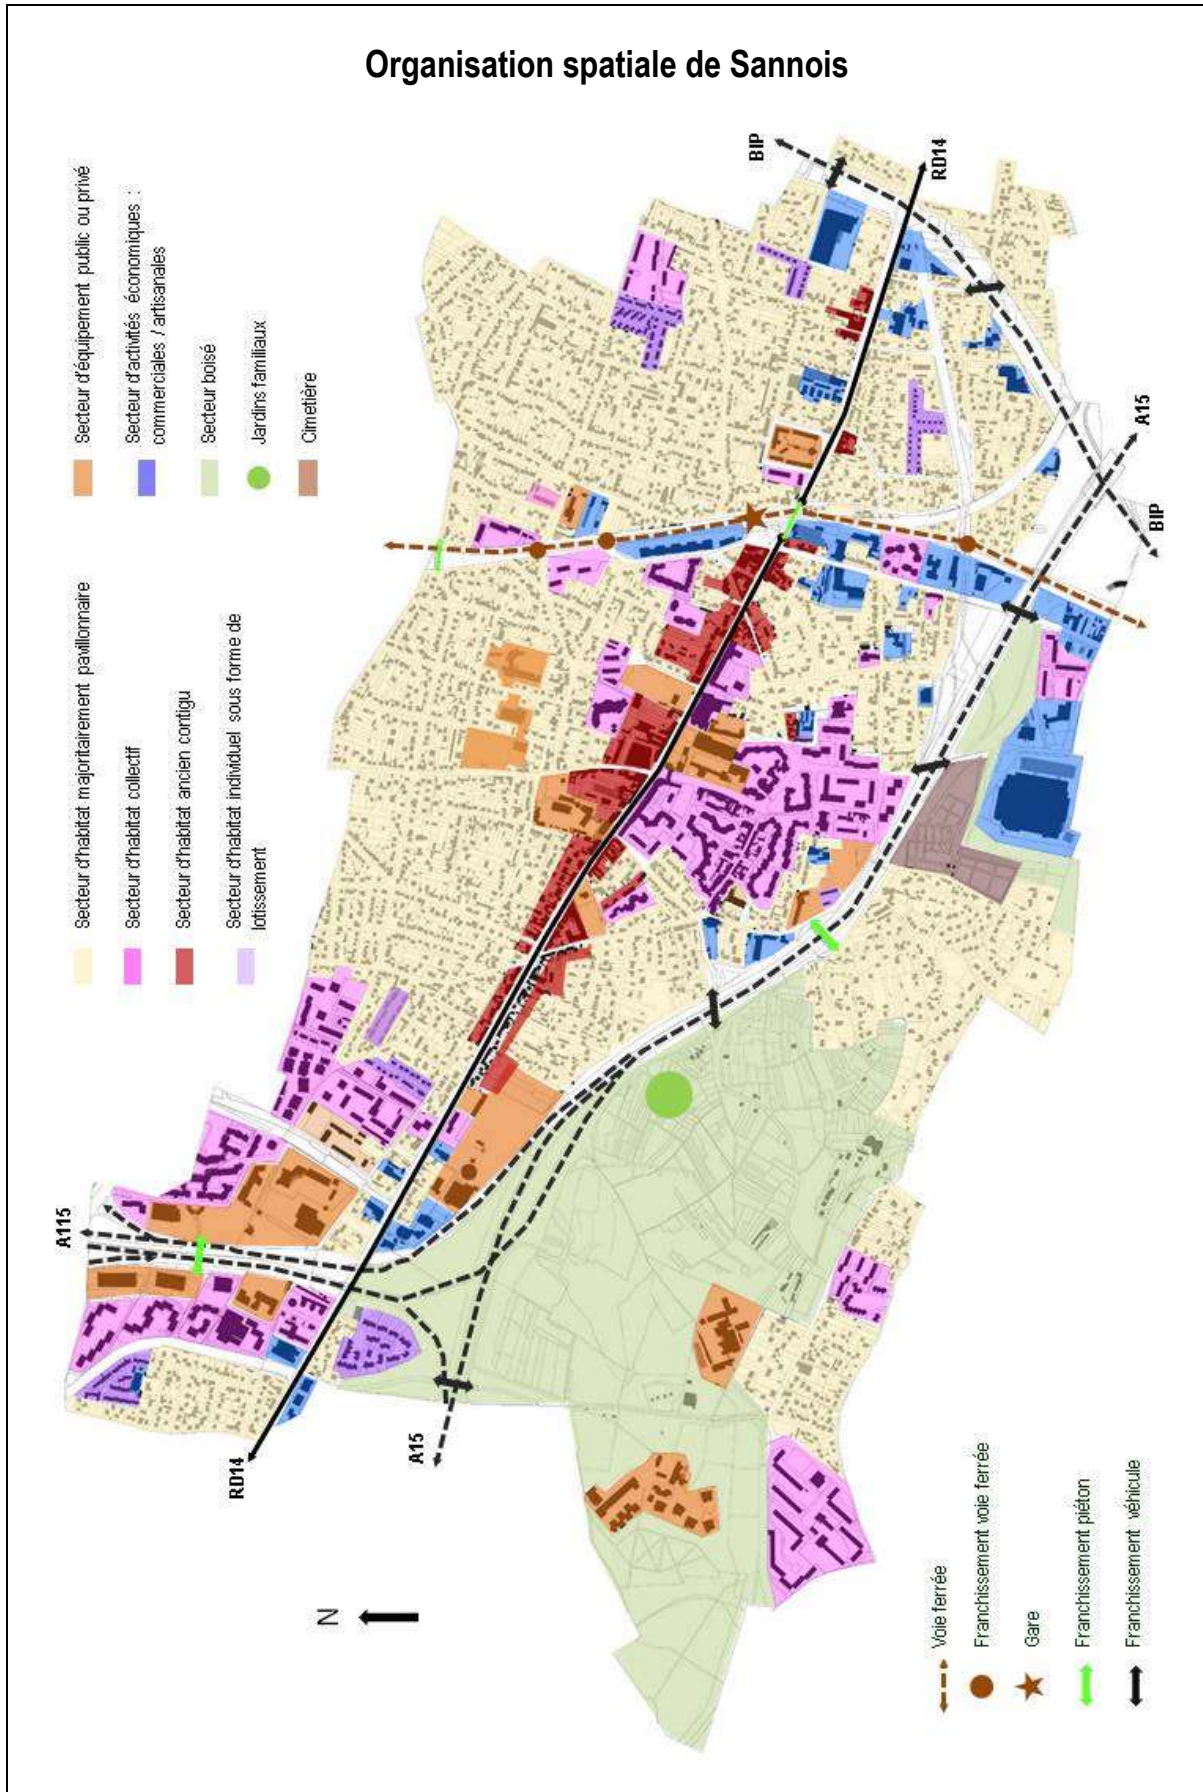 Organisation spatiale de Sannois
Secteur d'habitat majoritairement pavillonnaire
Secteur d'habitat collectif
Secteur d'habitat ancien contigu
Secteur d'habitat individuel sous forme de
lotissement
Secteur d'équipement public ou privé
Secteur d'activités économiques :
commerciales / artisanales
Secteur boisé
Jardins familiaux
Cimetière
BIP
RD14
A15
BIP
A115
RD14
A15
N
Voie ferrée
Franchissement voie ferrée
Gare
Franchissement piéton
Franchissement véhicule